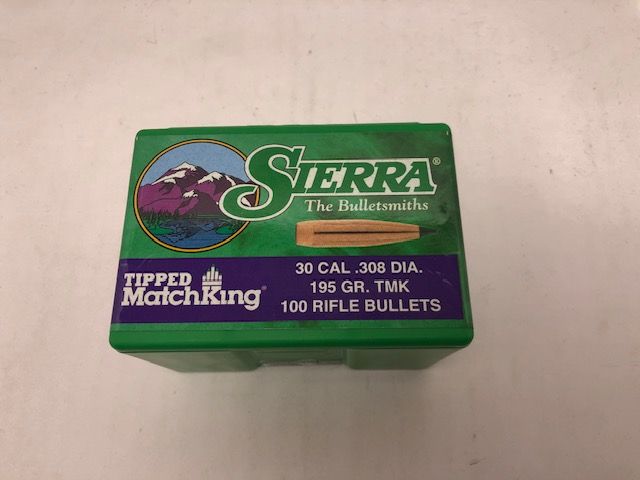 SIERRA®
The Bulletsmiths
TIPPED
MatchKing®
30 CAL .308 DIA.
195 GR. TMK
100 RIFLE BULLETS